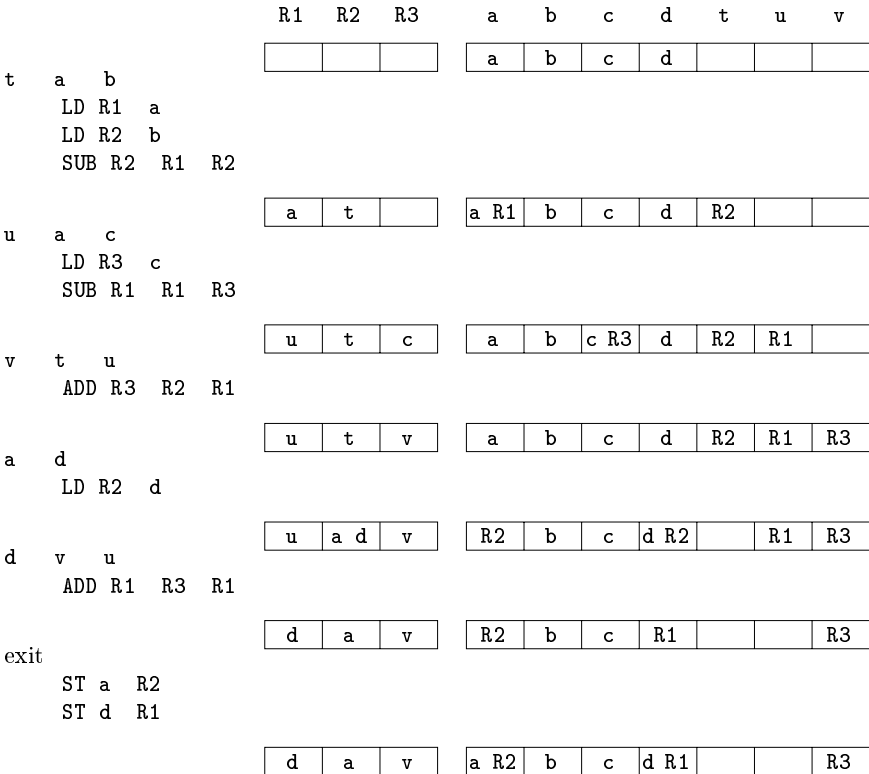 R1 R2 R3 a b c d t u v
a b c d
t a b
LD R1 a
LD R2 b
SUB R2 R1 R2
a t a R1 b c d R2
u a c
LD R3 c
SUB R1 R1 R3
u t c a b c R3 d R2 R1
v t u
ADD R3 R2 R1
u t v a b c d R2 R1 R3
a d
LD R2 d
u a d v R2 b c d R2 R1 R3
d v u
ADD R1 R3 R1
d a v R2 b c R1 R3
exit
ST a R2
ST d R1
d a v a R2 b c d R1 R3